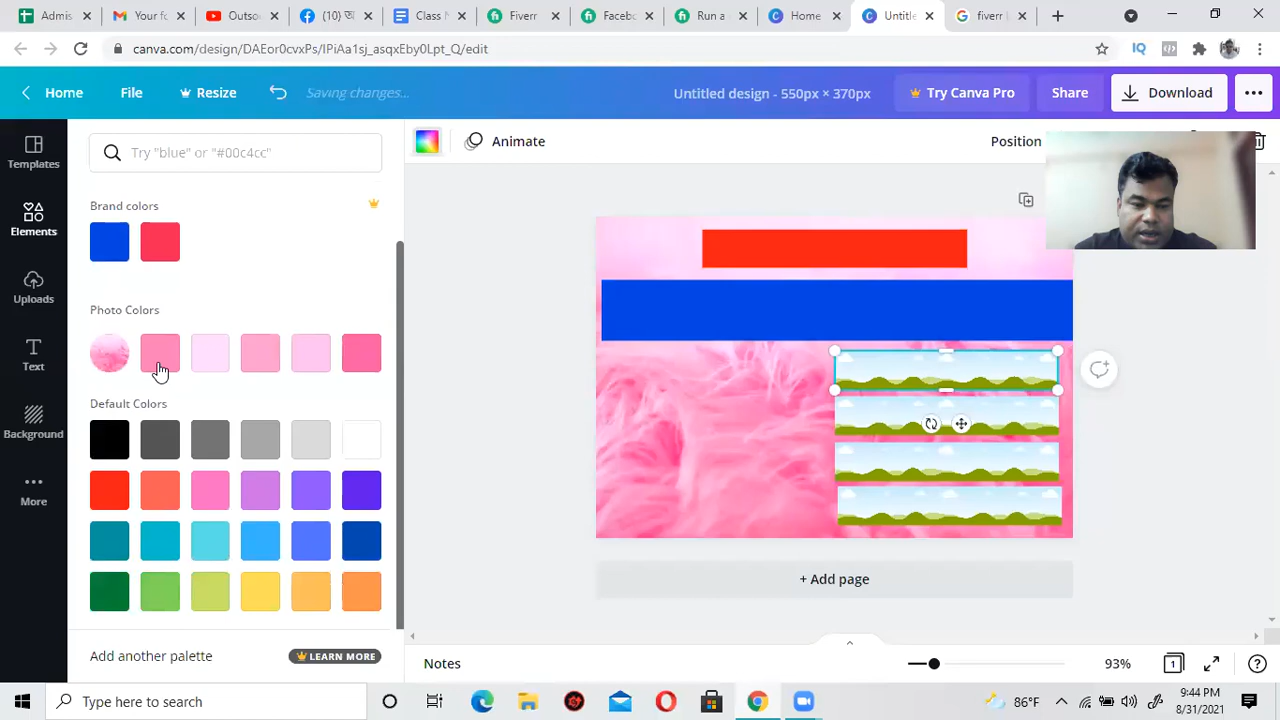 Admis
Your fo
Outso
Class N
Fiverr
Faceb
Run I
Home
Untitle
fiverr l
canva.com/design/DAEor0cvxPs/IPiAa1sj_asqxEby0Lpt_Q/edit
Home
File
Resize
Saving changes...
Untitled design - 550px × 370px
Try Canva Pro
Share
Download
Templates
Elements
Uploads
Text
Background
More
Try "blue" or "#00c4cc"
Brand colors
Photo Colors
Default Colors
Add another palette
LEARN MORE
Animate
Position
+ Add page
Notes
93%
1
Type here to search
86°F
9:44 PM
8/31/2021